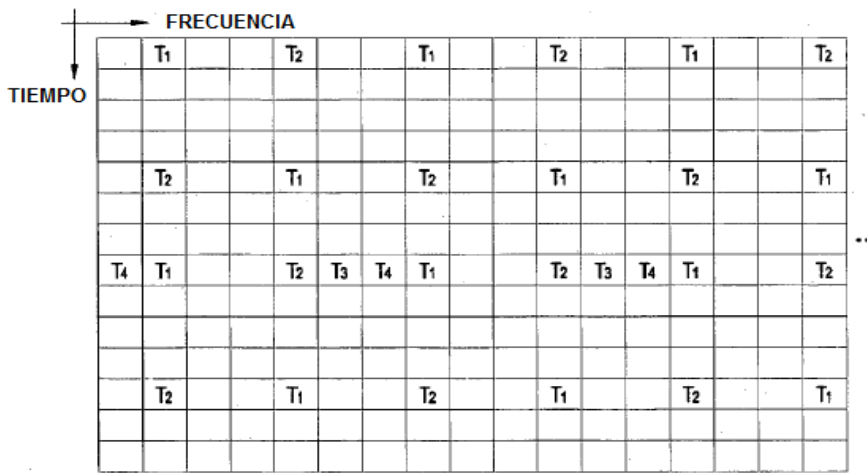 FRECUENCIA
TIEMPO
T1 T2 T1 T2 T1 T2
T2 T1 T2 T1 T2 T1
T4 T1 T2 T3 T4 T1 T2 T3 T4 T1 T2
T2 T1 T2 T1 T2 T1